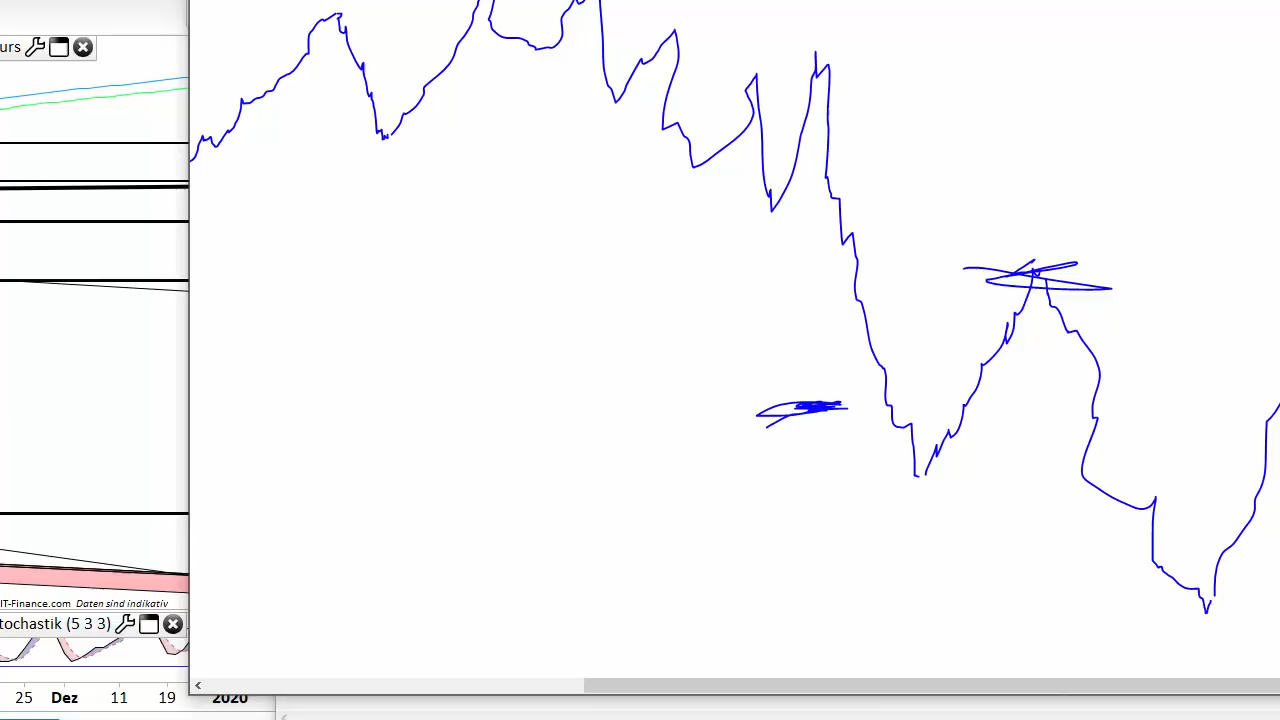 urs
IT-Finance.com Daten sind indikativ
tochastik (5 3 3)
25 Dez 11 19 2020